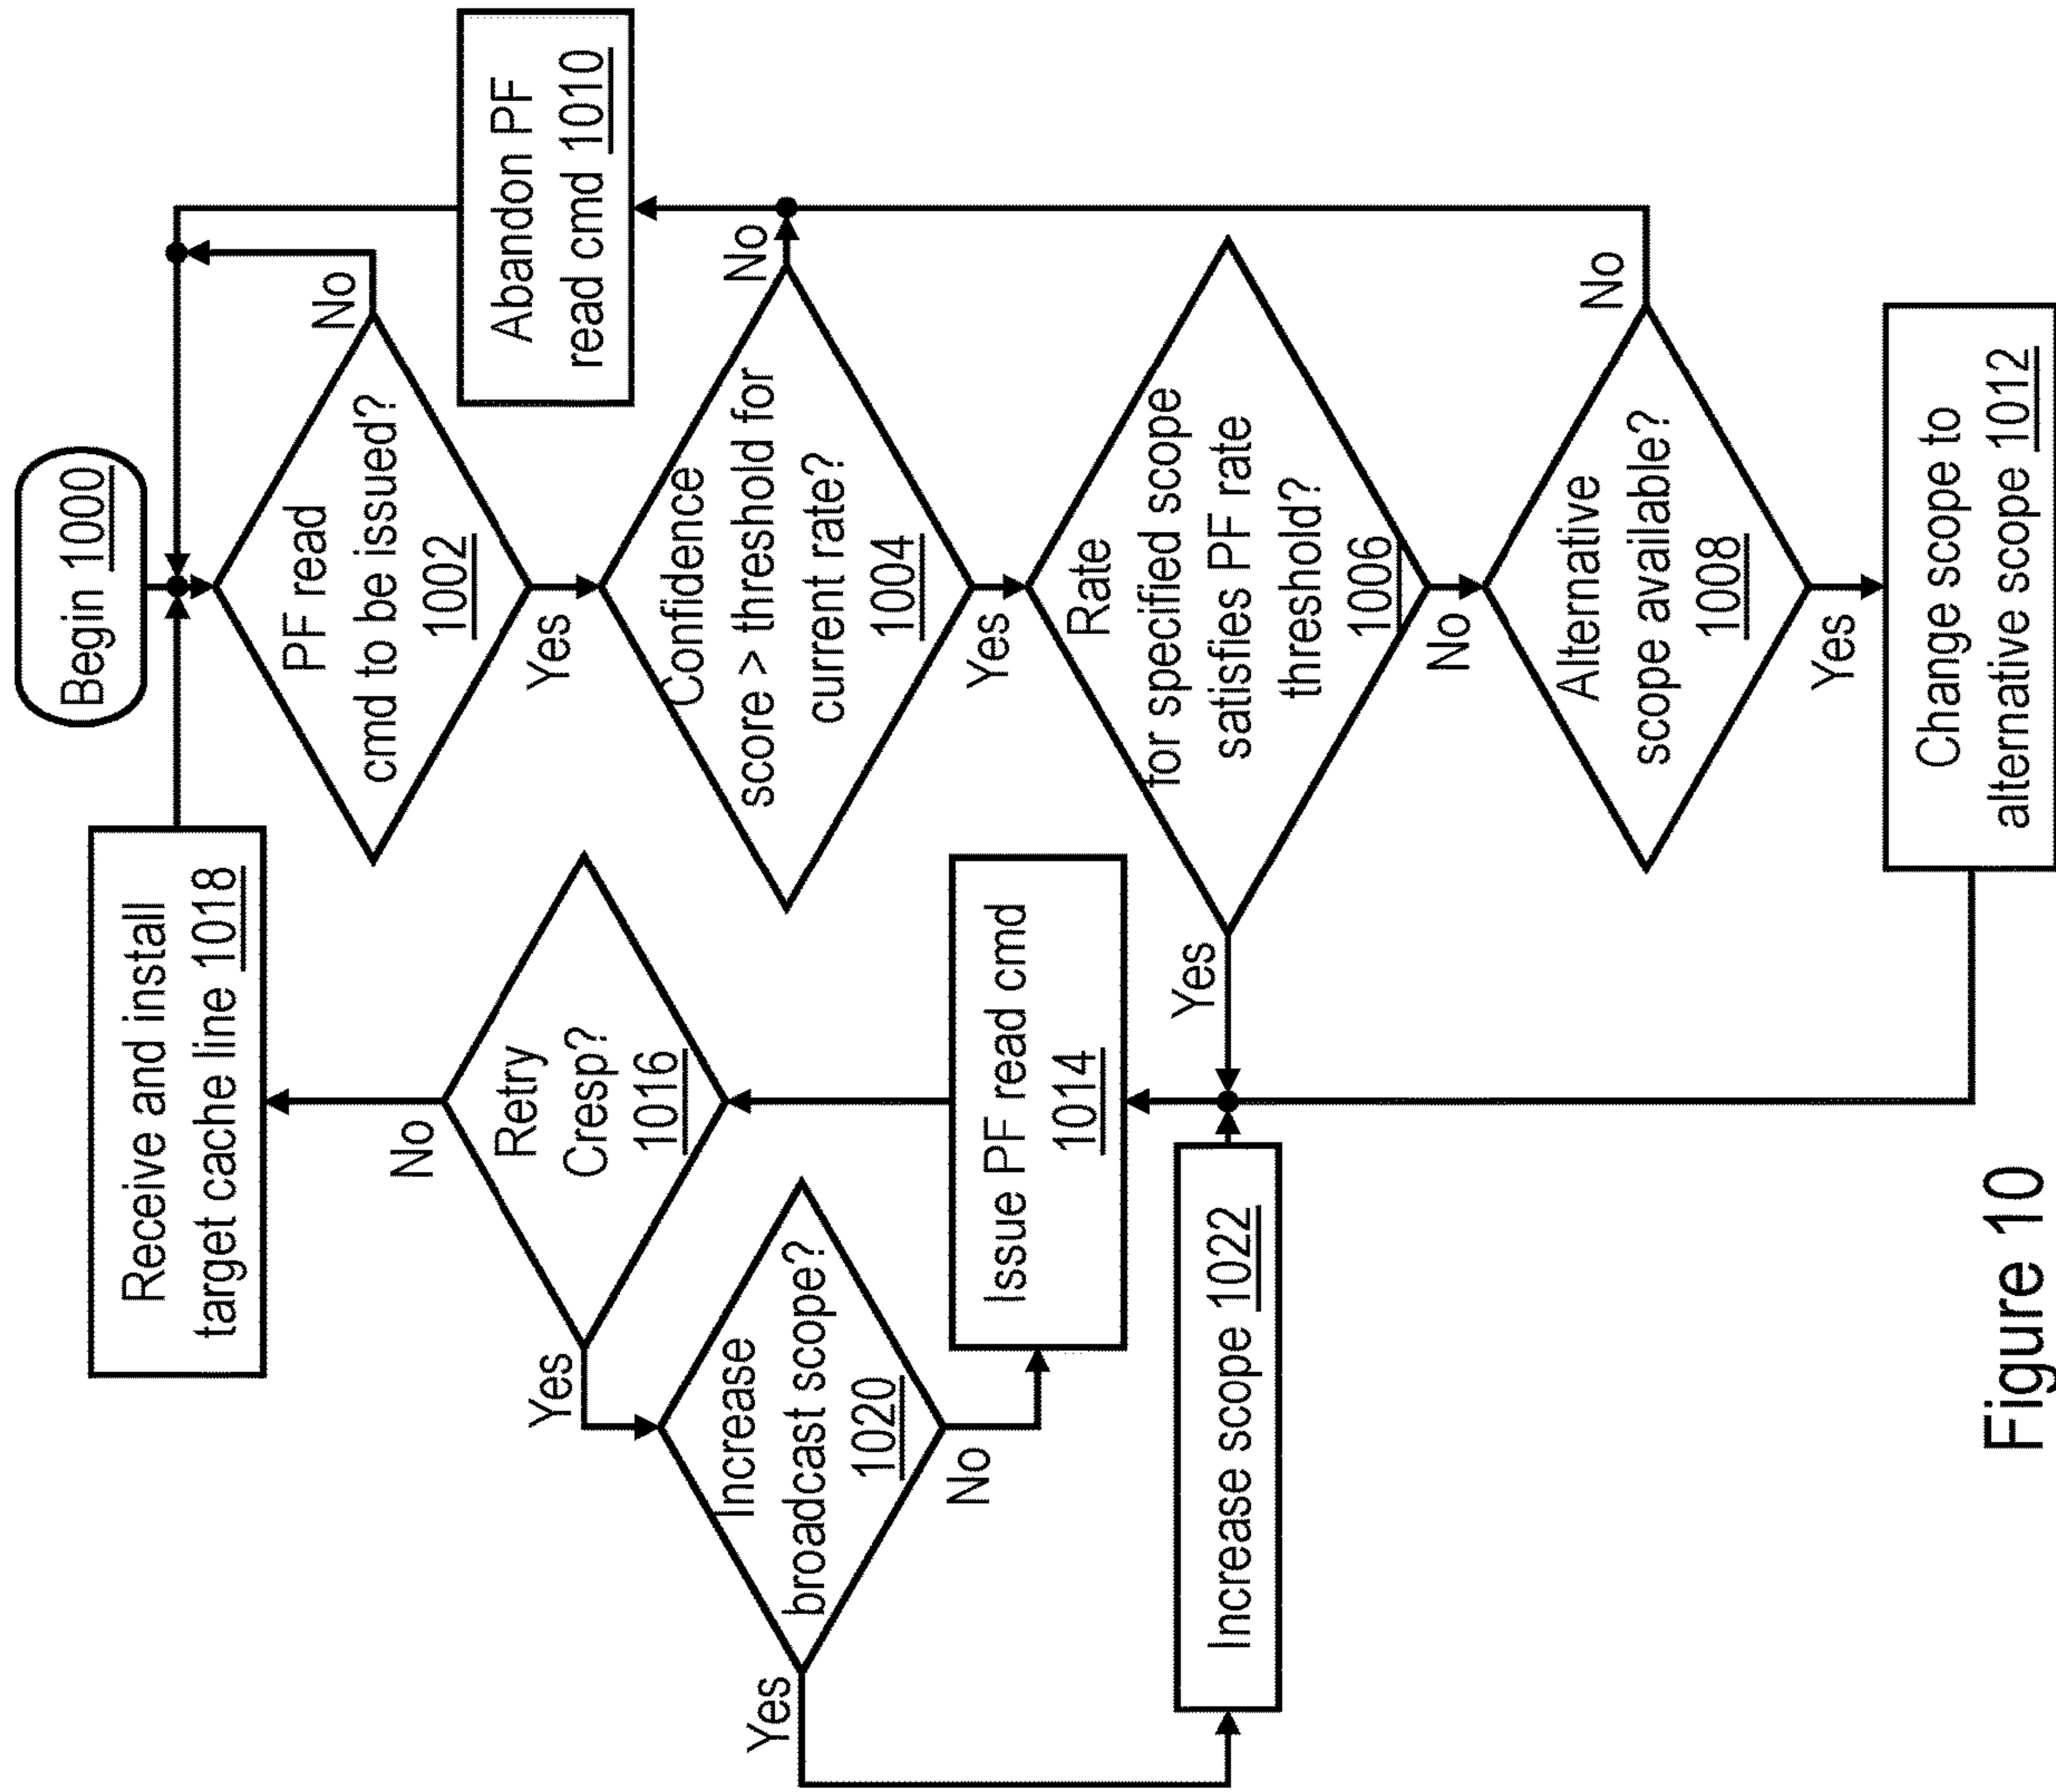 Begin 1000
PF read
cmd to be issued?
1002
No
Yes
Abandon PF
read cmd 1010
Confidence
score > threshold for
current rate?
1004
No
Yes
Rate
for specified scope
satisfies PF rate
threshold?
1006
Yes
No
Alternative
scope available?
1008
No
Yes
Change scope to
alternative scope 1012
Receive and install
target cache line 1018
No
Retry
Cresp?
1016
Yes
Increase
broadcast scope?
1020
No
Yes
Issue PF read cmd
1014
Increase scope 1022
Figure 10